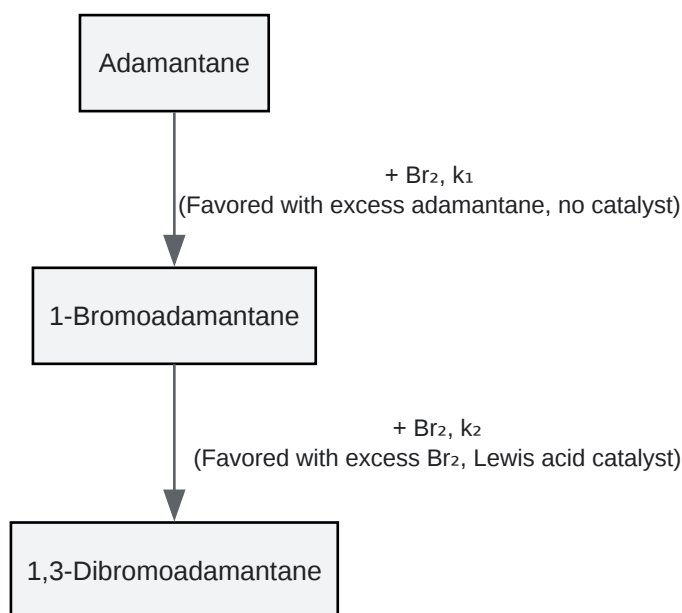 Adamantane
+ Br₂, k₁
(Favored with excess adamantane, no catalyst)
1-Bromoadamantane
+ Br₂, k₂
(Favored with excess Br₂, Lewis acid catalyst)
1,3-Dibromoadamantane